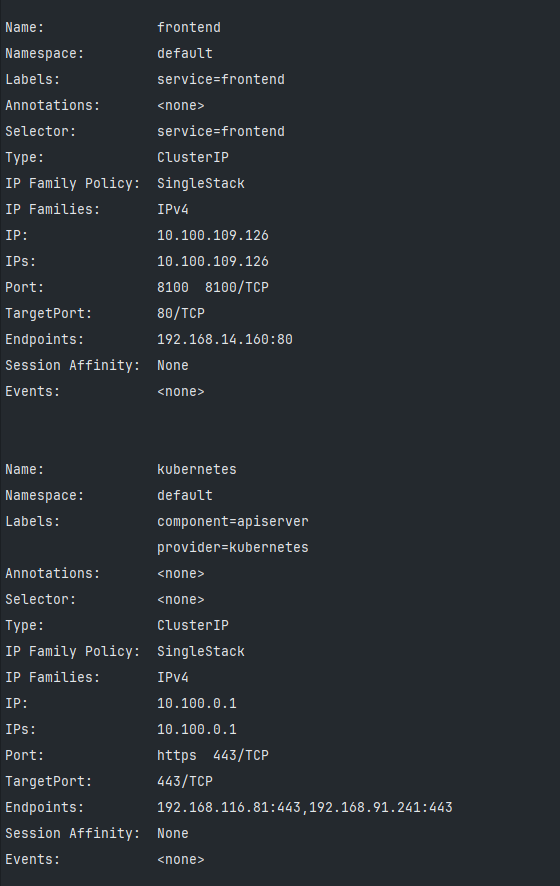 Name:              frontend
Namespace:         default
Labels:            service=frontend
Annotations:       <none>
Selector:          service=frontend
Type:              ClusterIP
IP Family Policy:  SingleStack
IP Families:       IPv4
IP:                10.100.109.126
IPs:               10.100.109.126
Port:              8100  8100/TCP
TargetPort:        80/TCP
Endpoints:         192.168.14.160:80
Session Affinity:  None
Events:            <none>
Name:              kubernetes
Namespace:         default
Labels:            component=apiserver
                   provider=kubernetes
Annotations:       <none>
Selector:          <none>
Type:              ClusterIP
IP Family Policy:  SingleStack
IP Families:       IPv4
IP:                10.100.0.1
IPs:               10.100.0.1
Port:              https  443/TCP
TargetPort:        443/TCP
Endpoints:         192.168.116.81:443,192.168.91.241:443
Session Affinity:  None
Events:            <none>